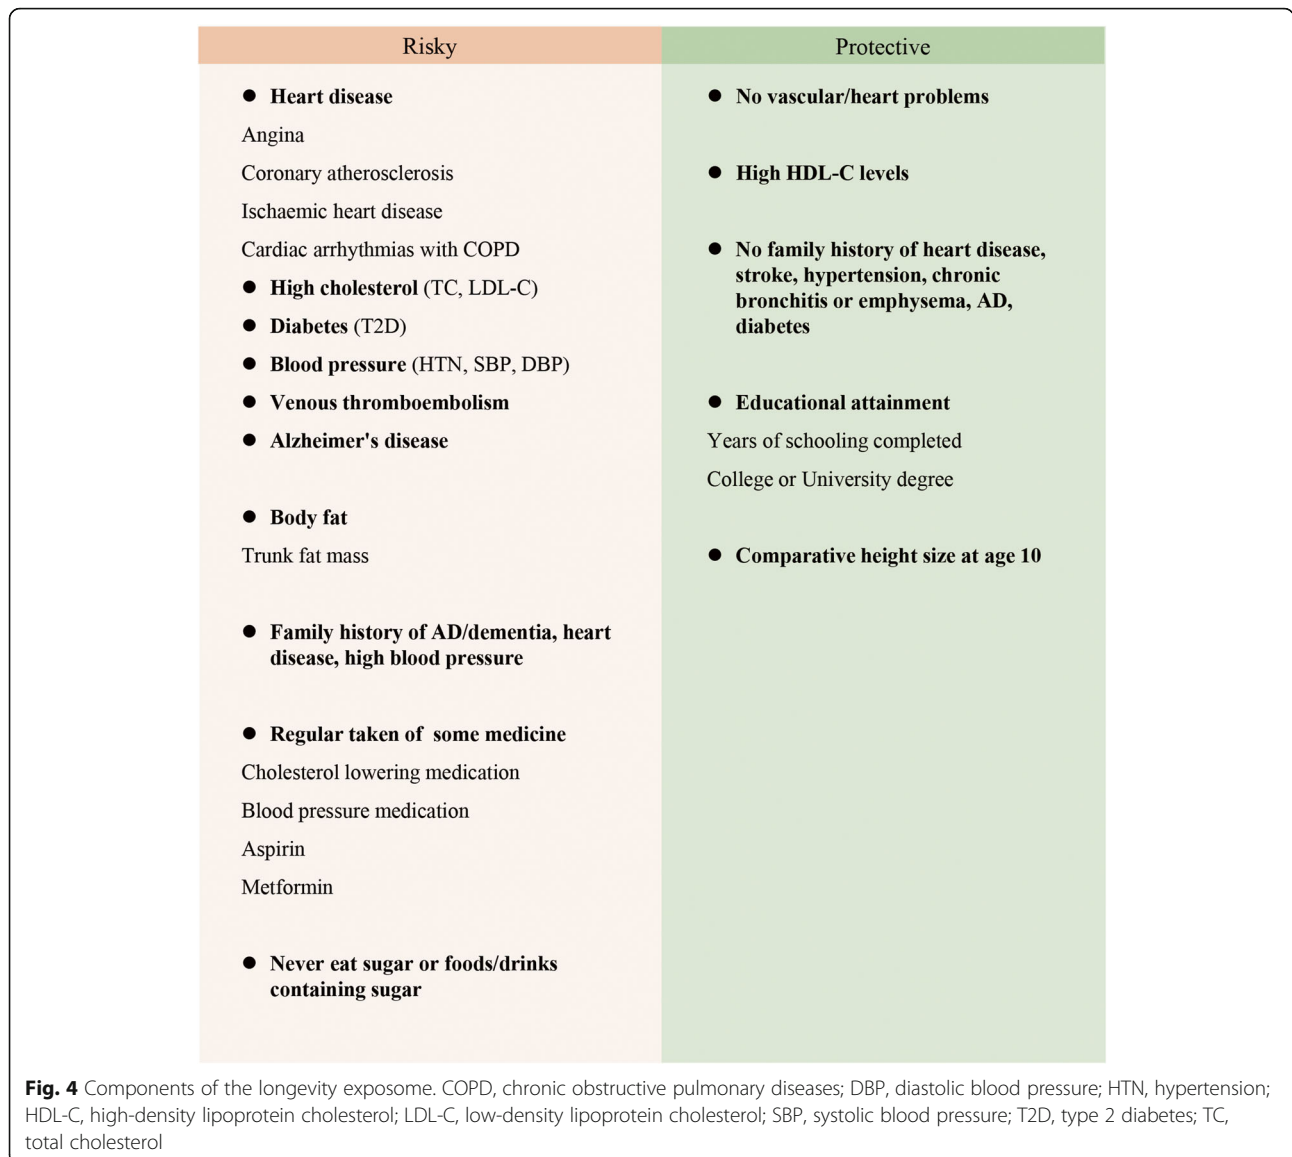 Risky
● Heart disease
Angina
Coronary atherosclerosis
Ischaemic heart disease
Cardiac arrhythmias with COPD
● High cholesterol (TC, LDL-C)
● Diabetes (T2D)
● Blood pressure (HTN, SBP, DBP)
● Venous thromboembolism
● Alzheimer's disease
● Body fat
Trunk fat mass
● Family history of AD/dementia, heart
disease, high blood pressure
● Regular taken of some medicine
Cholesterol lowering medication
Blood pressure medication
Aspirin
Metformin
● Never eat sugar or foods/drinks
containing sugar
Protective
● No vascular/heart problems
● High HDL-C levels
● No family history of heart disease,
stroke, hypertension, chronic
bronchitis or emphysema, AD,
diabetes
● Educational attainment
Years of schooling completed
College or University degree
● Comparative height size at age 10
Fig. 4 Components of the longevity exposome. COPD, chronic obstructive pulmonary diseases; DBP, diastolic blood pressure; HTN, hypertension;
HDL-C, high-density lipoprotein cholesterol; LDL-C, low-density lipoprotein cholesterol; SBP, systolic blood pressure; T2D, type 2 diabetes; TC,
total cholesterol